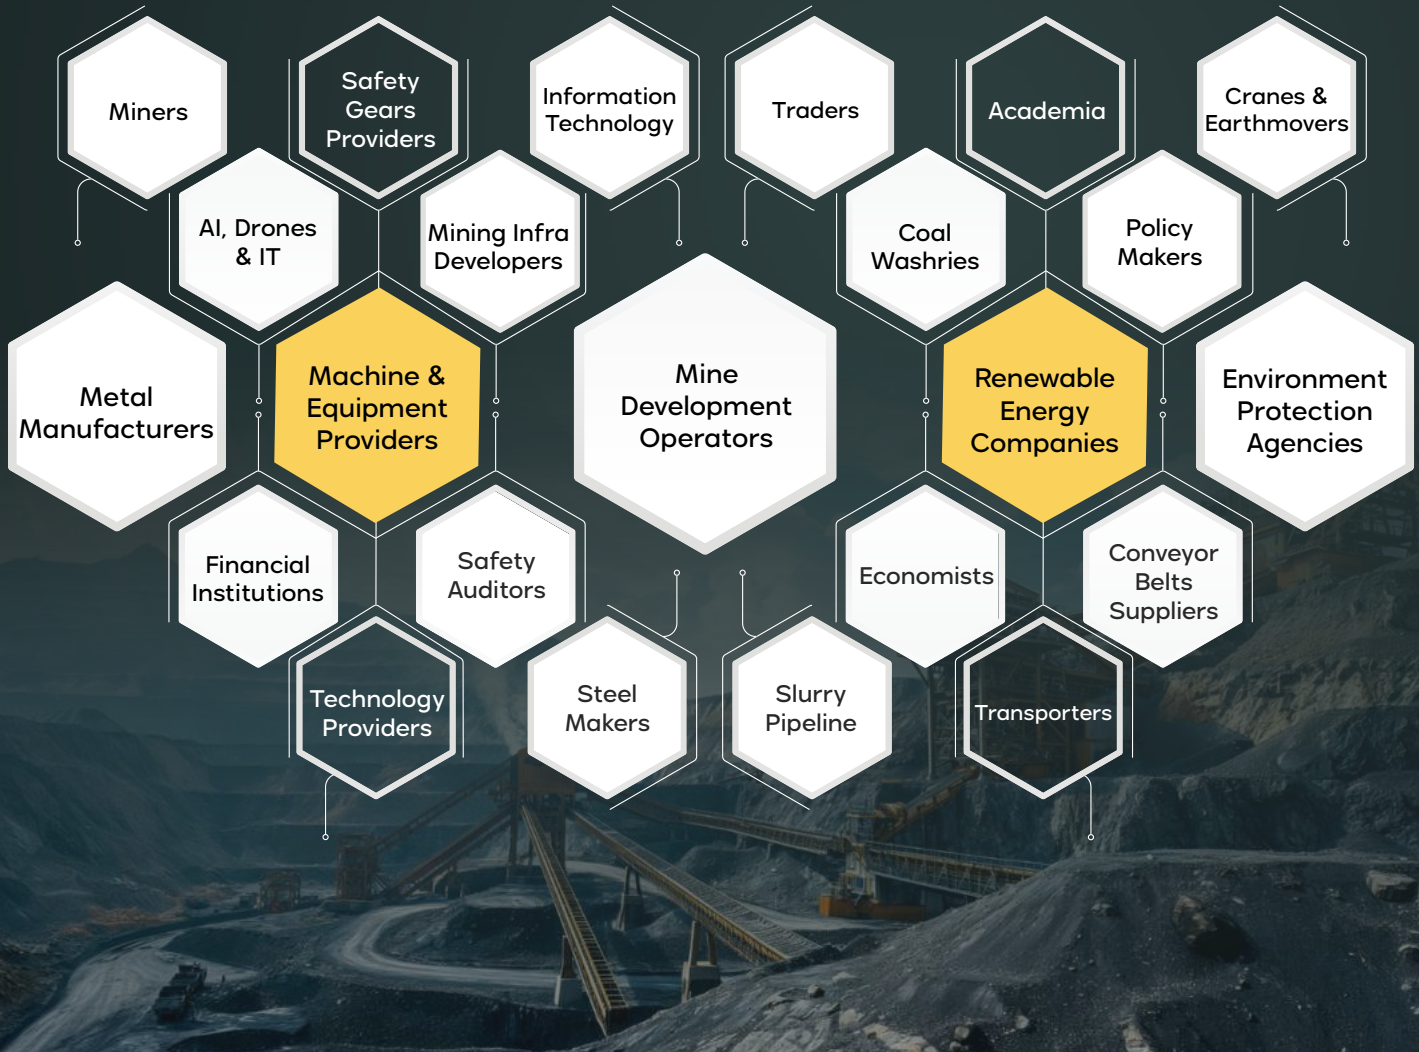 Miners
Safety
Gears
Providers
Information
Technology
Traders
Academia
Cranes &
Earthmovers
AI, Drones
& IT
Mining Infra
Developers
Coal
Washries
Policy
Makers
Metal
Manufacturers
Machine &
Equipment
Providers
Mine
Development
Operators
Renewable
Energy
Companies
Environment
Protection
Agencies
Financial
Institutions
Safety
Auditors
Economists
Conveyor
Belts
Suppliers
Technology
Providers
Steel
Makers
Slurry
Pipeline
Transporters